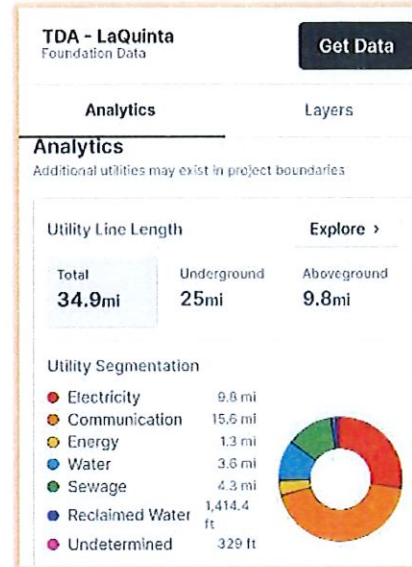 TDA - LaQuinta
Foundation Data
Get Data
Analytics
Layers
Analytics
Additional utilities may exist in project boundaries
Utility Line Length
Explore >
Total
34.9mi
Underground
25mi
Aboveground
9.8mi
Utility Segmentation
Electricity 9.8 mi
Communication 15.6 mi
Energy 1.3 mi
Water 3.6 mi
Sewage 4.3 mi
Reclaimed Water 1,414.4
ft
Undetermined 329 ft